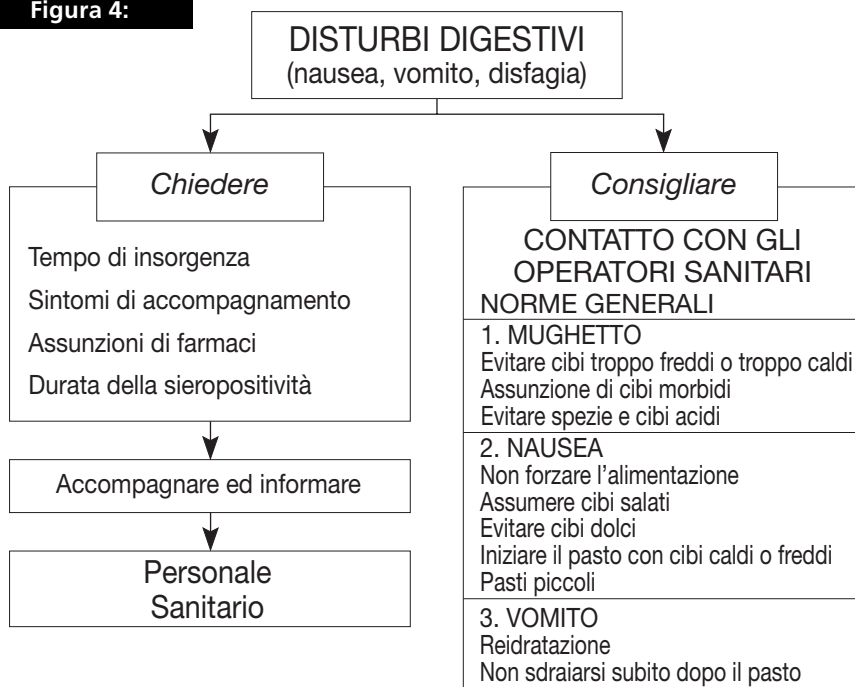 Figura 4:
DISTURBI DIGESTIVI
(nausea, vomito, disfagia)
Chiedere
Tempo di insorgenza
Sintomi di accompagnamento
Assunzioni di farmaci
Durata della sieropositività
Accompagnare ed informare
Personale
Sanitario
Consigliare
CONTATTO CON GLI
OPERATORI SANITARI
NORME GENERALI
1. MUGHETTO
Evitare cibi troppo freddi o troppo caldi
Assunzione di cibi morbidi
Evitare spezie e cibi acidi
2. NAUSEA
Non forzare l'alimentazione
Assumere cibi salati
Evitare cibi dolci
Iniziare il pasto con cibi caldi o freddi
Pasti piccoli
3. VOMITO
Reidratazione
Non sdraiarsi subito dopo il pasto